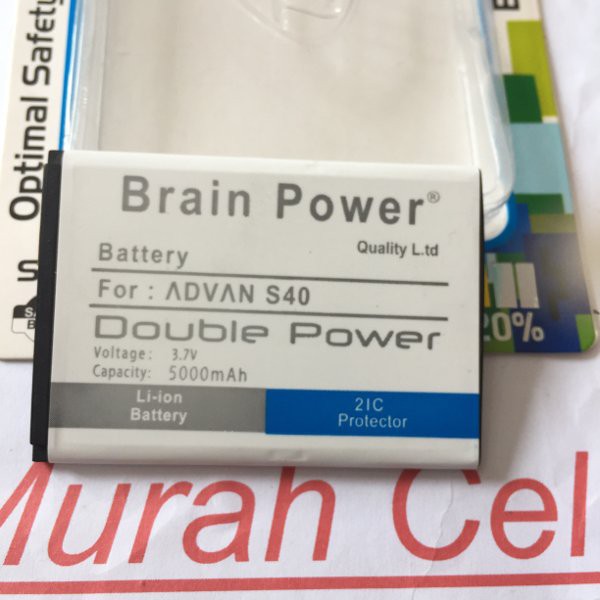 Optimal Safety
Brain Power®
Quality L.td
Battery
For : ADVAN S40
Double Power
Voltage: 3.7V
Capacity: 5000mAh
Li-ion
Battery
2IC
Protector
20%
Murah Cel